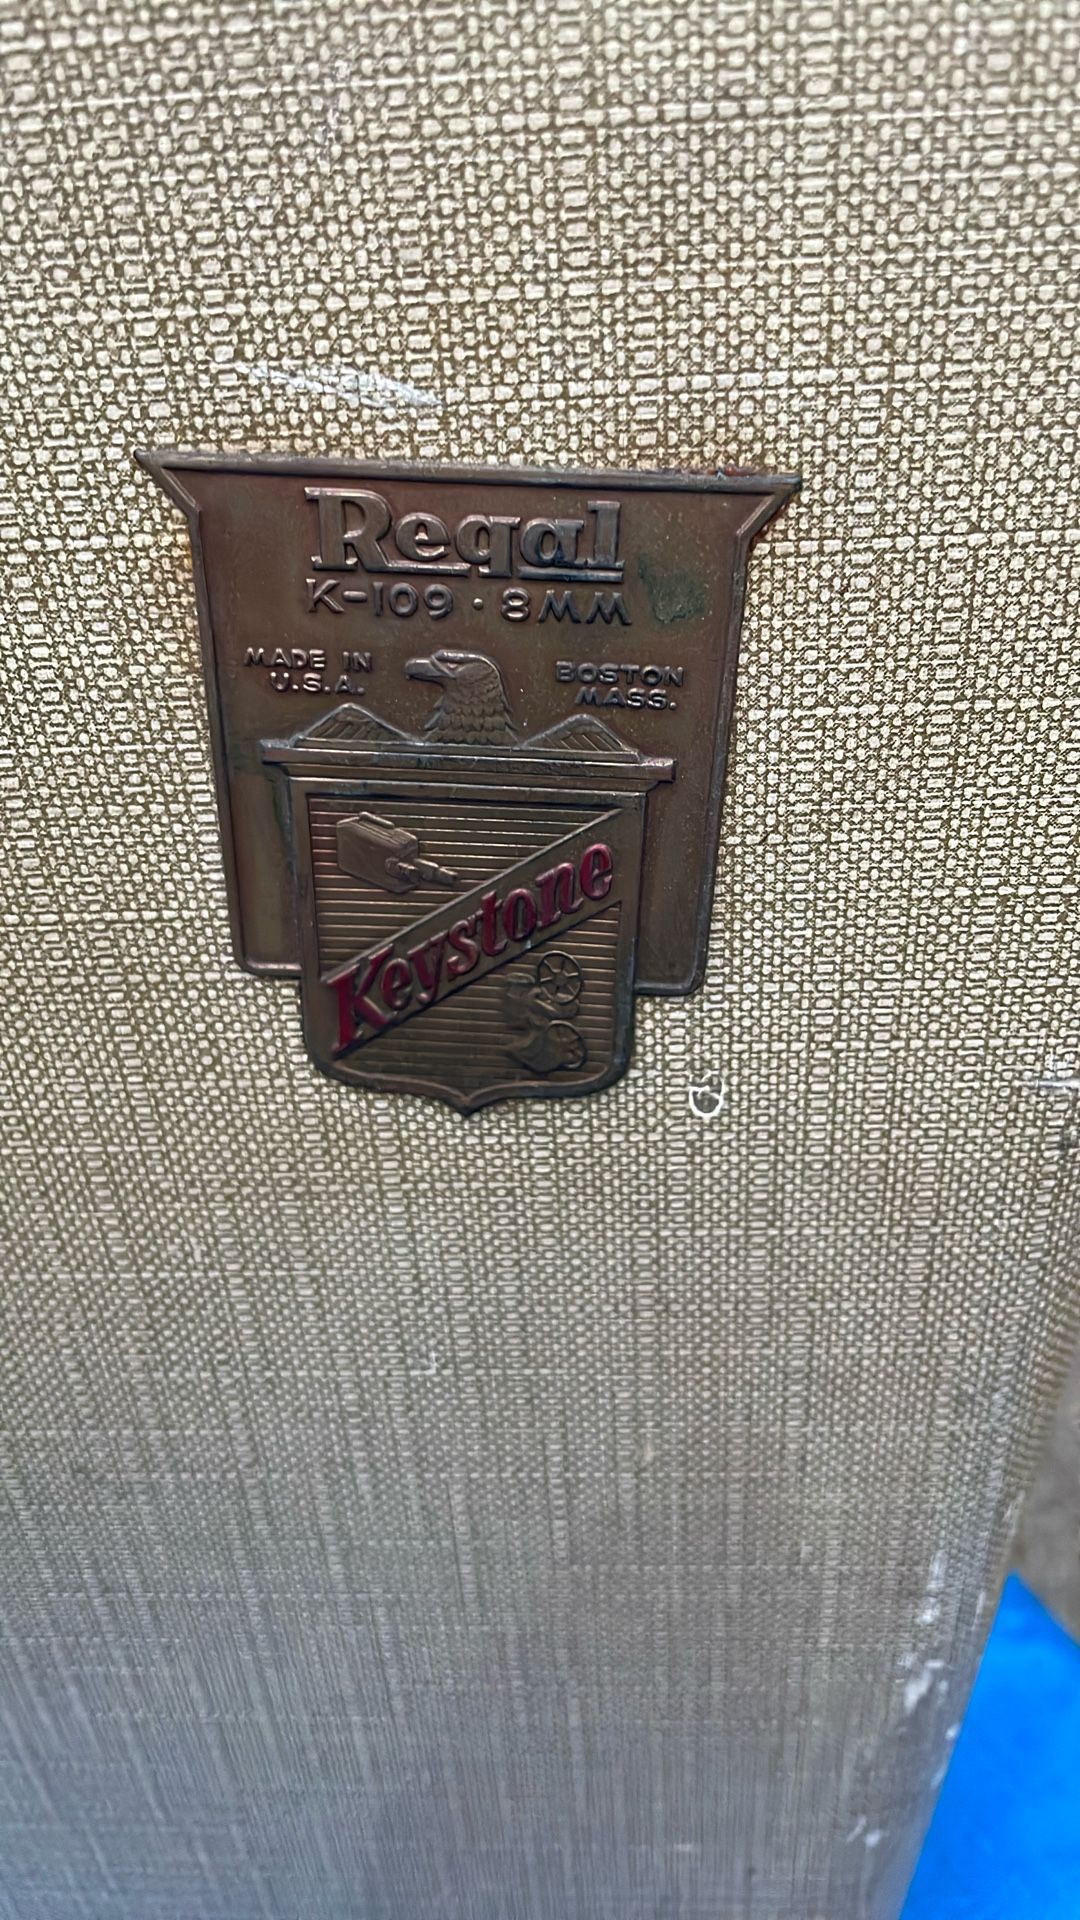 Regal
K-109 · 8MM
MADE IN
U.S.A.
BOSTON
MASS.
Keystone